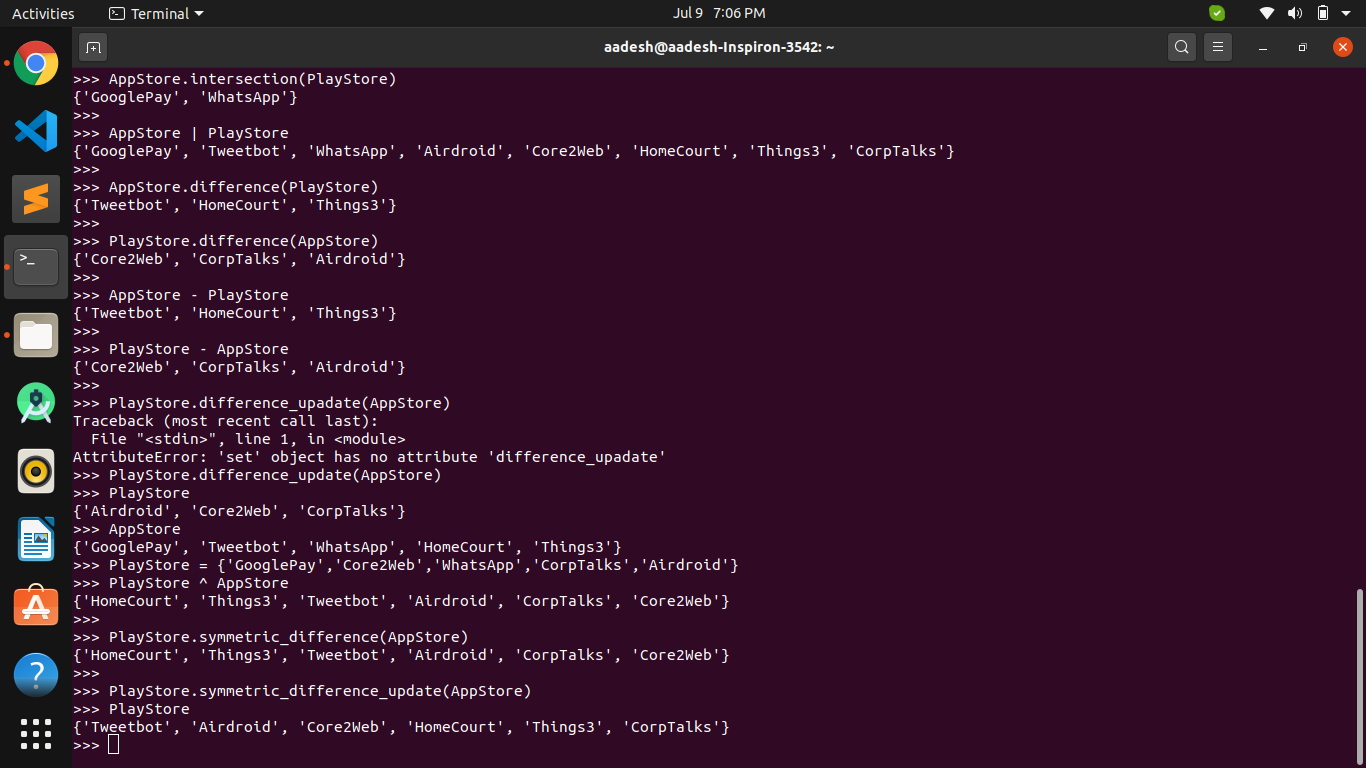 Activities
Terminal
Jul 9 7:06 PM
aadesh@aadesh-Inspiron-3542: ~
>>> AppStore.intersection(PlayStore)
{'GooglePay', 'WhatsApp'}
>>>
>>> AppStore | PlayStore
{'GooglePay', 'Tweetbot', 'WhatsApp', 'Airdroid', 'Core2Web', 'HomeCourt', 'Things3', 'CorpTalks'}
>>>
>>> AppStore.difference(PlayStore)
{'Tweetbot', 'HomeCourt', 'Things3'}
>>>
>>> PlayStore.difference(AppStore)
{'Core2Web', 'CorpTalks', 'Airdroid'}
>>>
>>> AppStore - PlayStore
{'Tweetbot', 'HomeCourt', 'Things3'}
>>>
>>> PlayStore - AppStore
{'Core2Web', 'CorpTalks', 'Airdroid'}
>>>
>>> PlayStore.difference_upadate(AppStore)
Traceback (most recent call last):
  File "<stdin>", line 1, in <module>
AttributeError: 'set' object has no attribute 'difference_upadate'
>>> PlayStore.difference_update(AppStore)
>>> PlayStore
{'Airdroid', 'Core2Web', 'CorpTalks'}
>>> AppStore
{'GooglePay', 'Tweetbot', 'WhatsApp', 'HomeCourt', 'Things3'}
>>> PlayStore = {'GooglePay','Core2Web','WhatsApp','CorpTalks','Airdroid'}
>>> PlayStore ^ AppStore
{'HomeCourt', 'Things3', 'Tweetbot', 'Airdroid', 'CorpTalks', 'Core2Web'}
>>>
>>> PlayStore.symmetric_difference(AppStore)
{'HomeCourt', 'Things3', 'Tweetbot', 'Airdroid', 'CorpTalks', 'Core2Web'}
>>>
>>> PlayStore.symmetric_difference_update(AppStore)
>>> PlayStore
{'Tweetbot', 'Airdroid', 'Core2Web', 'HomeCourt', 'Things3', 'CorpTalks'}
>>>